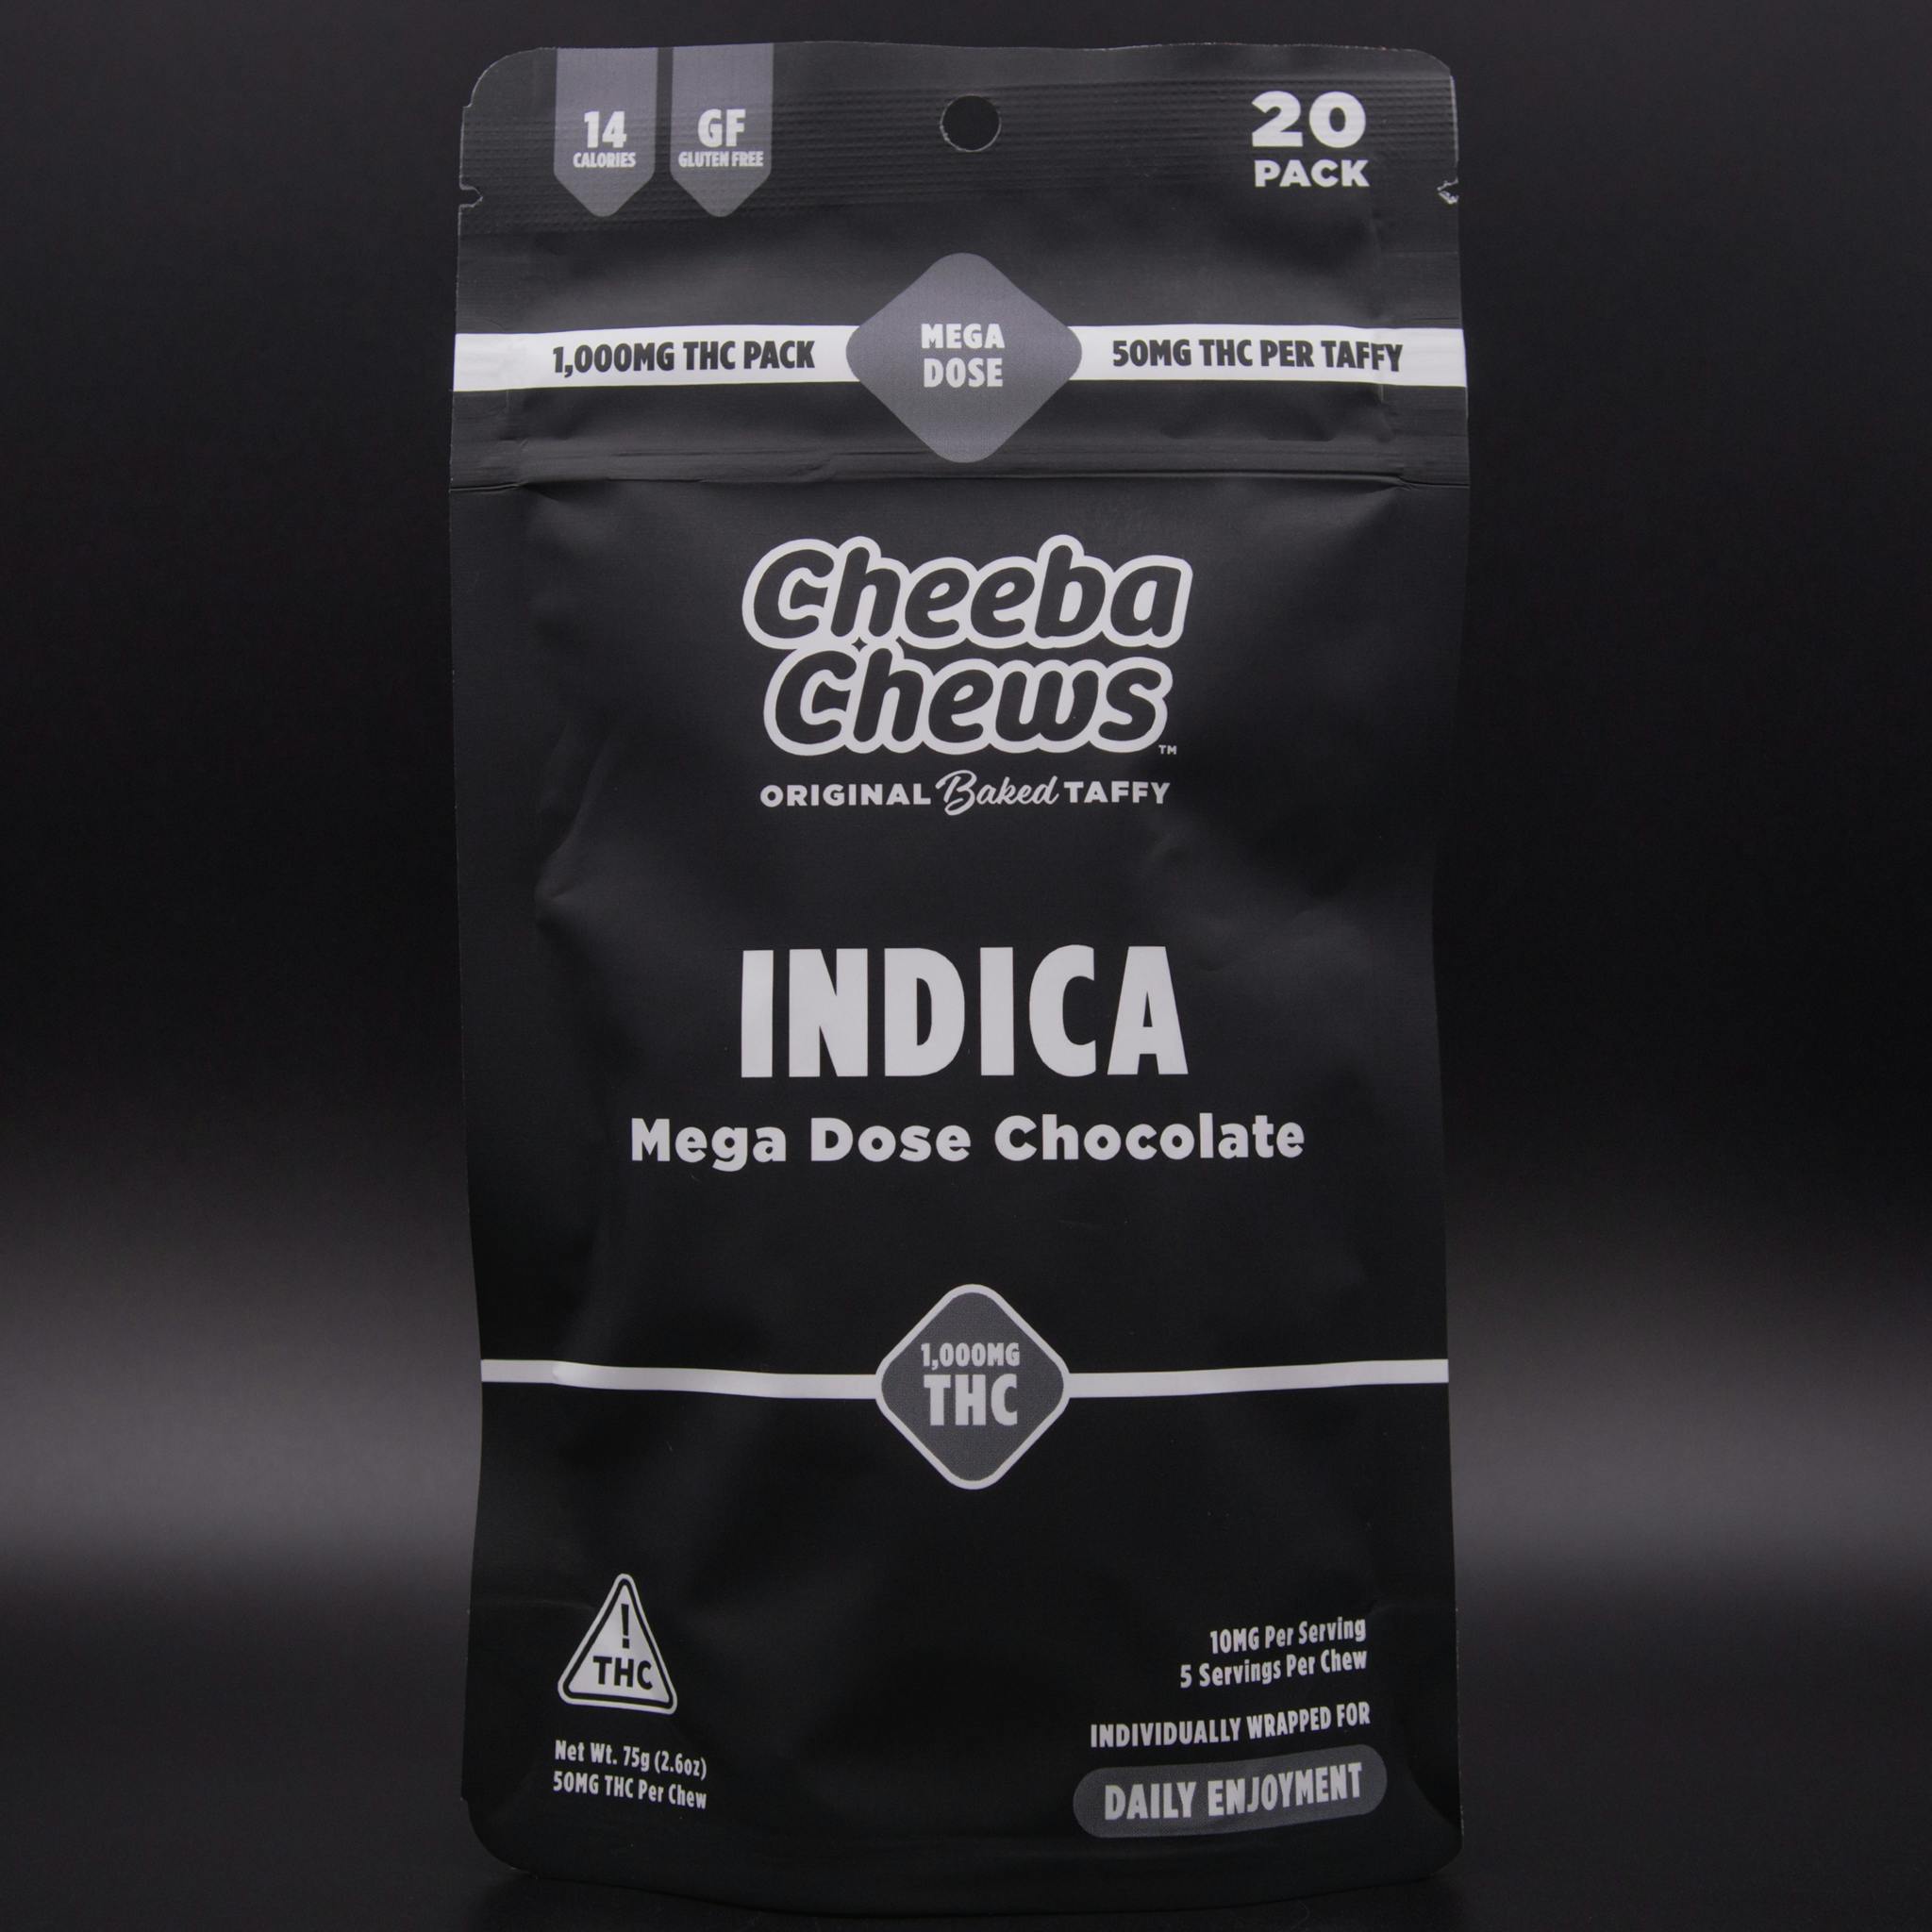 14
CALORIES
GF
GLUTEN FREE
20
PACK
1,000MG THC PACK
MEGA
DOSE
50MG THC PER TAFFY
Cheeba
Chews™
ORIGINAL Baked TAFFY
INDICA
Mega Dose Chocolate
1,000MG
THC
!
THC
Net Wt. 75g (2.6oz)
50MG THC Per Chew
10MG Per Serving
5 Servings Per Chew
INDIVIDUALLY WRAPPED FOR
DAILY ENJOYMENT